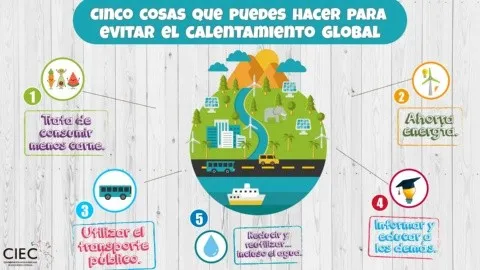 CINCO COSAS QUE PUEDES HACER PARA
EVITAR EL CALENTAMIENTO GLOBAL
1
Trata de
consumir
menos carne.
2
Ahorra
energía.
3
Utilizar el
transporte
público.
4
Informar y
educar a
los demás.
5
Reducir y
reutilizar...
incluso el agua.
CIEC